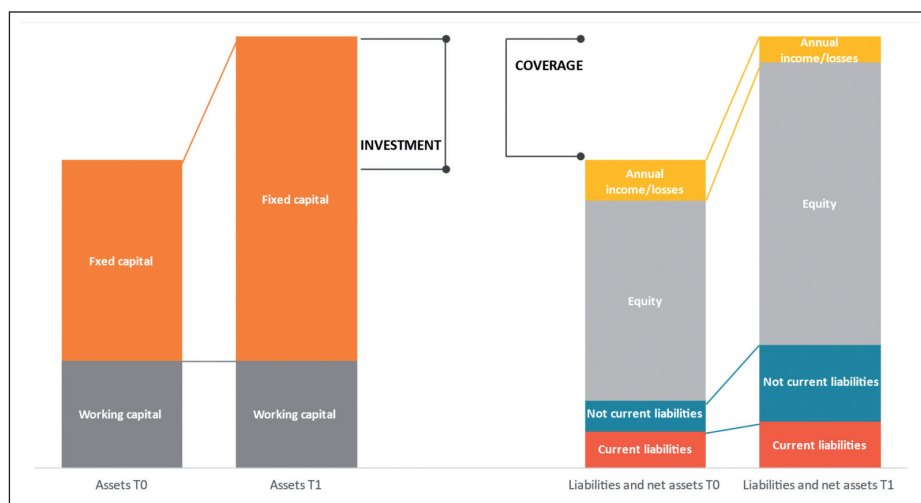 COVERAGE
INVESTMENT
Fxed capital
Working capital
Fixed capital
Working capital
Annual
income/losses
Equity
Not current liabilities
Current liabilities
Annual
income/losses
Equity
Not current liabilities
Current liabilities
Assets T0
Assets T1
Liabilities and net assets T0
Liabilities and net assets T1